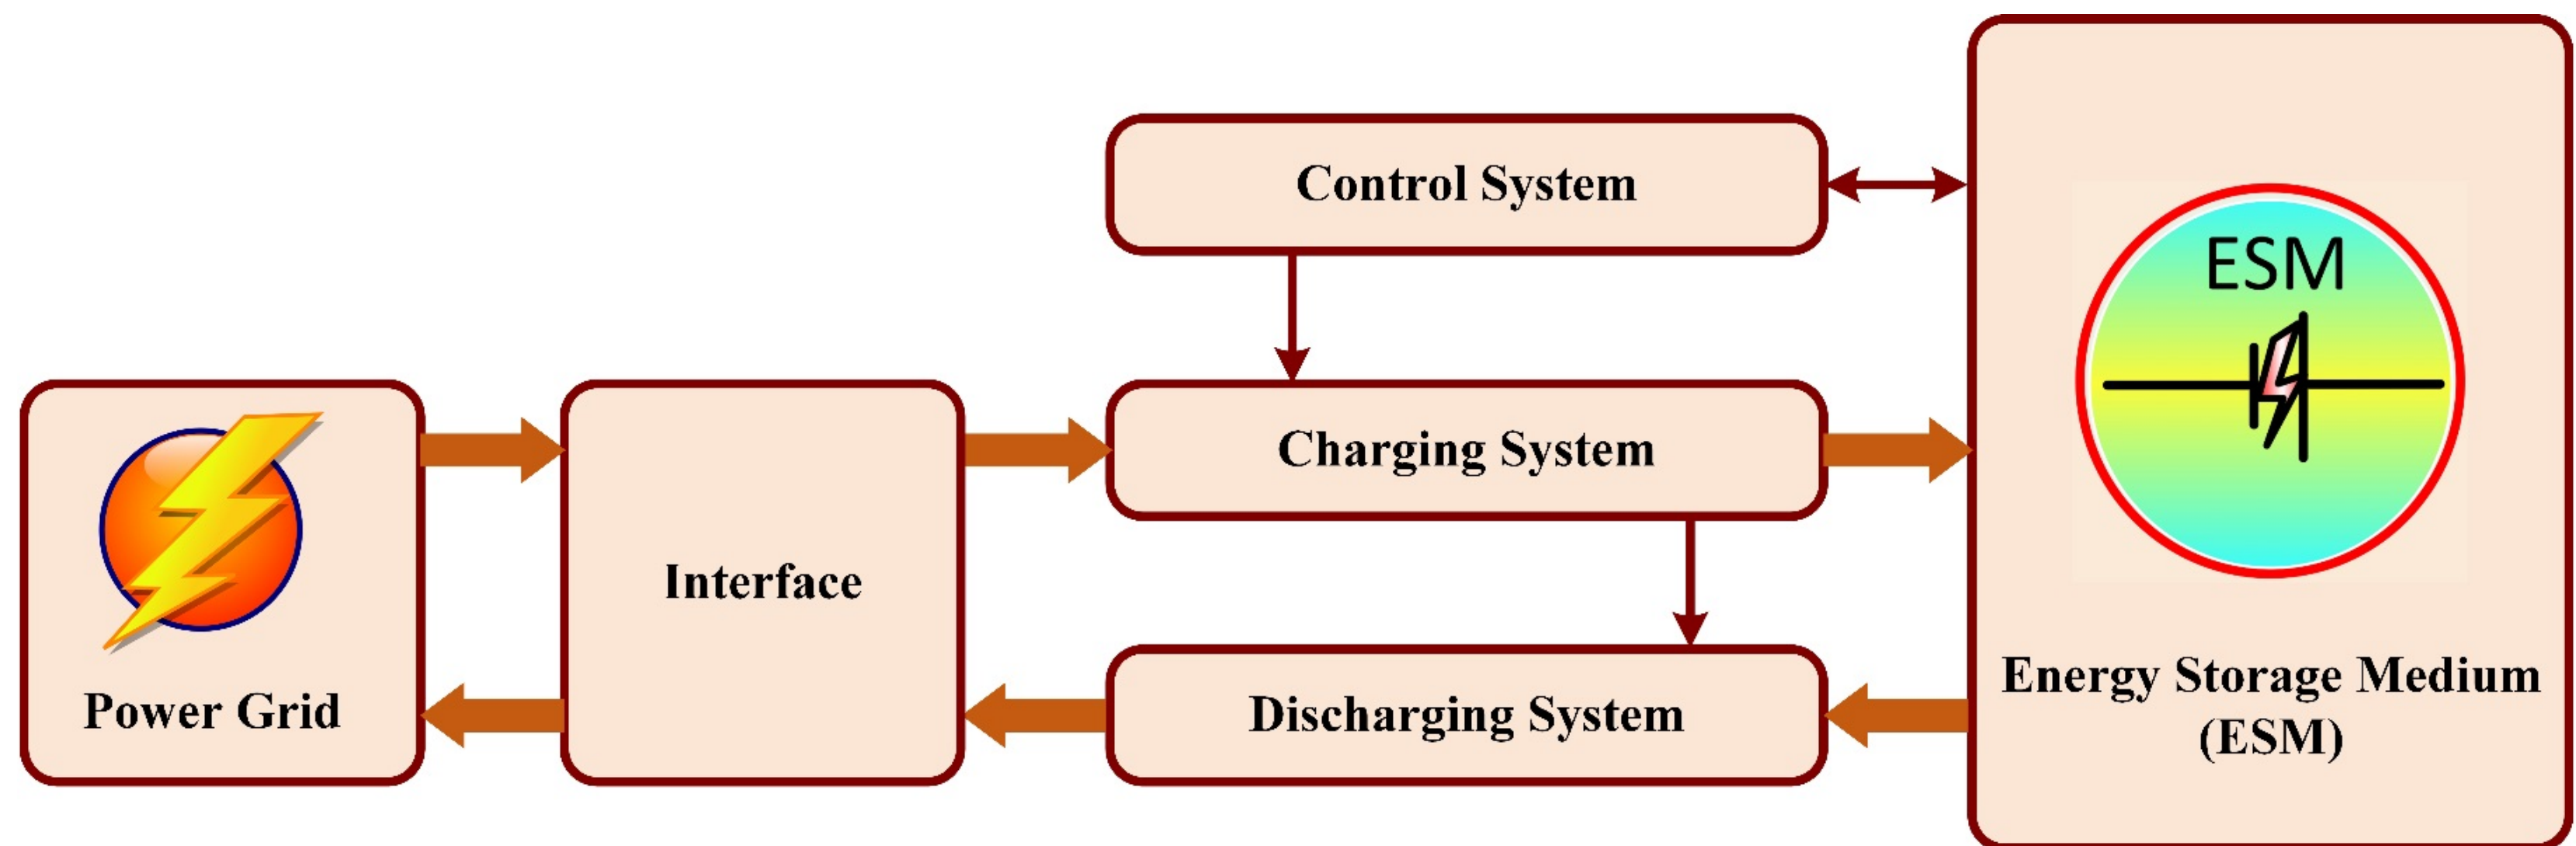 Control System
ESM
Charging System
Interface
Energy Storage Medium
(ESM)
Power Grid
Discharging System